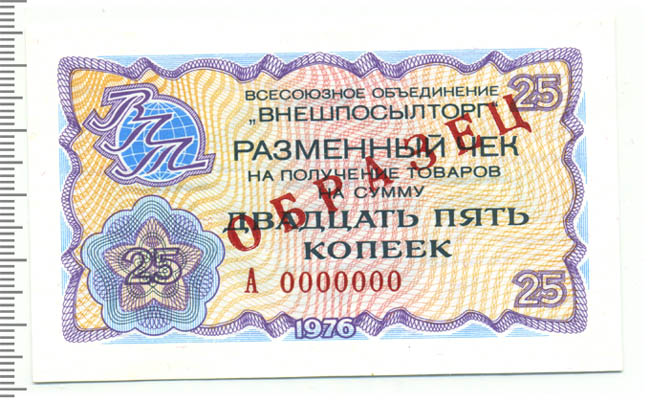 ВПТ
ВСЕСОЮЗНОЕ ОБЪЕДИНЕНИЕ
25
„ВНЕШПОСЫЛТОРГ"
РАЗМЕННЫЙ ЧЕК
НА ПОЛУЧЕНИЕ ТОВАРОВ
НА СУММУ
ДВАДЦАТЬ ПЯТЬ
КОПЕЕК
ОБРАЗЕЦ
25
А 0000000
25
1976